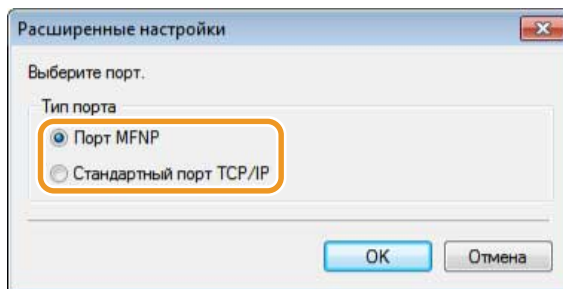 Расширенные настройки
Выберите порт.
Тип порта
Порт MFNP
Стандартный порт TCP/IP
OK
Отмена